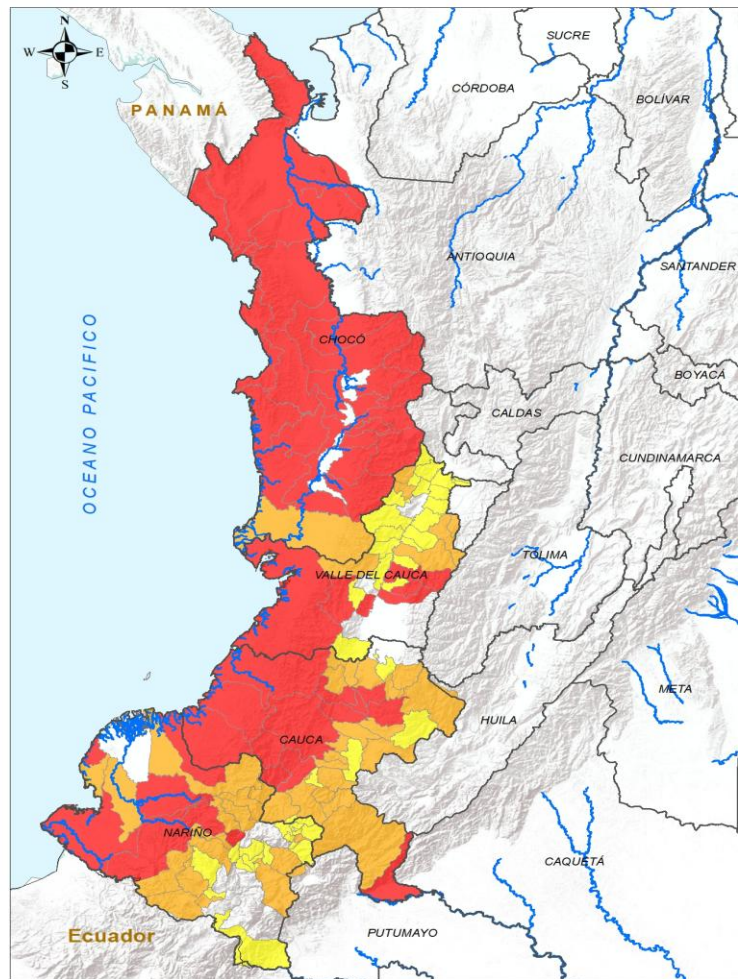 N
W E
S
SUCRE
CÓRDOBA
BOLÍVAR
PANAMÁ
ANTIOQUIA
SANTANDER
OCEANO PACIFICO
CHOCÓ
BOYACÁ
CALDAS
CUNDINAMARCA
TOLIMA
VALLE DEL CAUCA
META
HUILA
CAUCA
NARIÑO
CAQUETÁ
Ecuador
PUTUMAYO